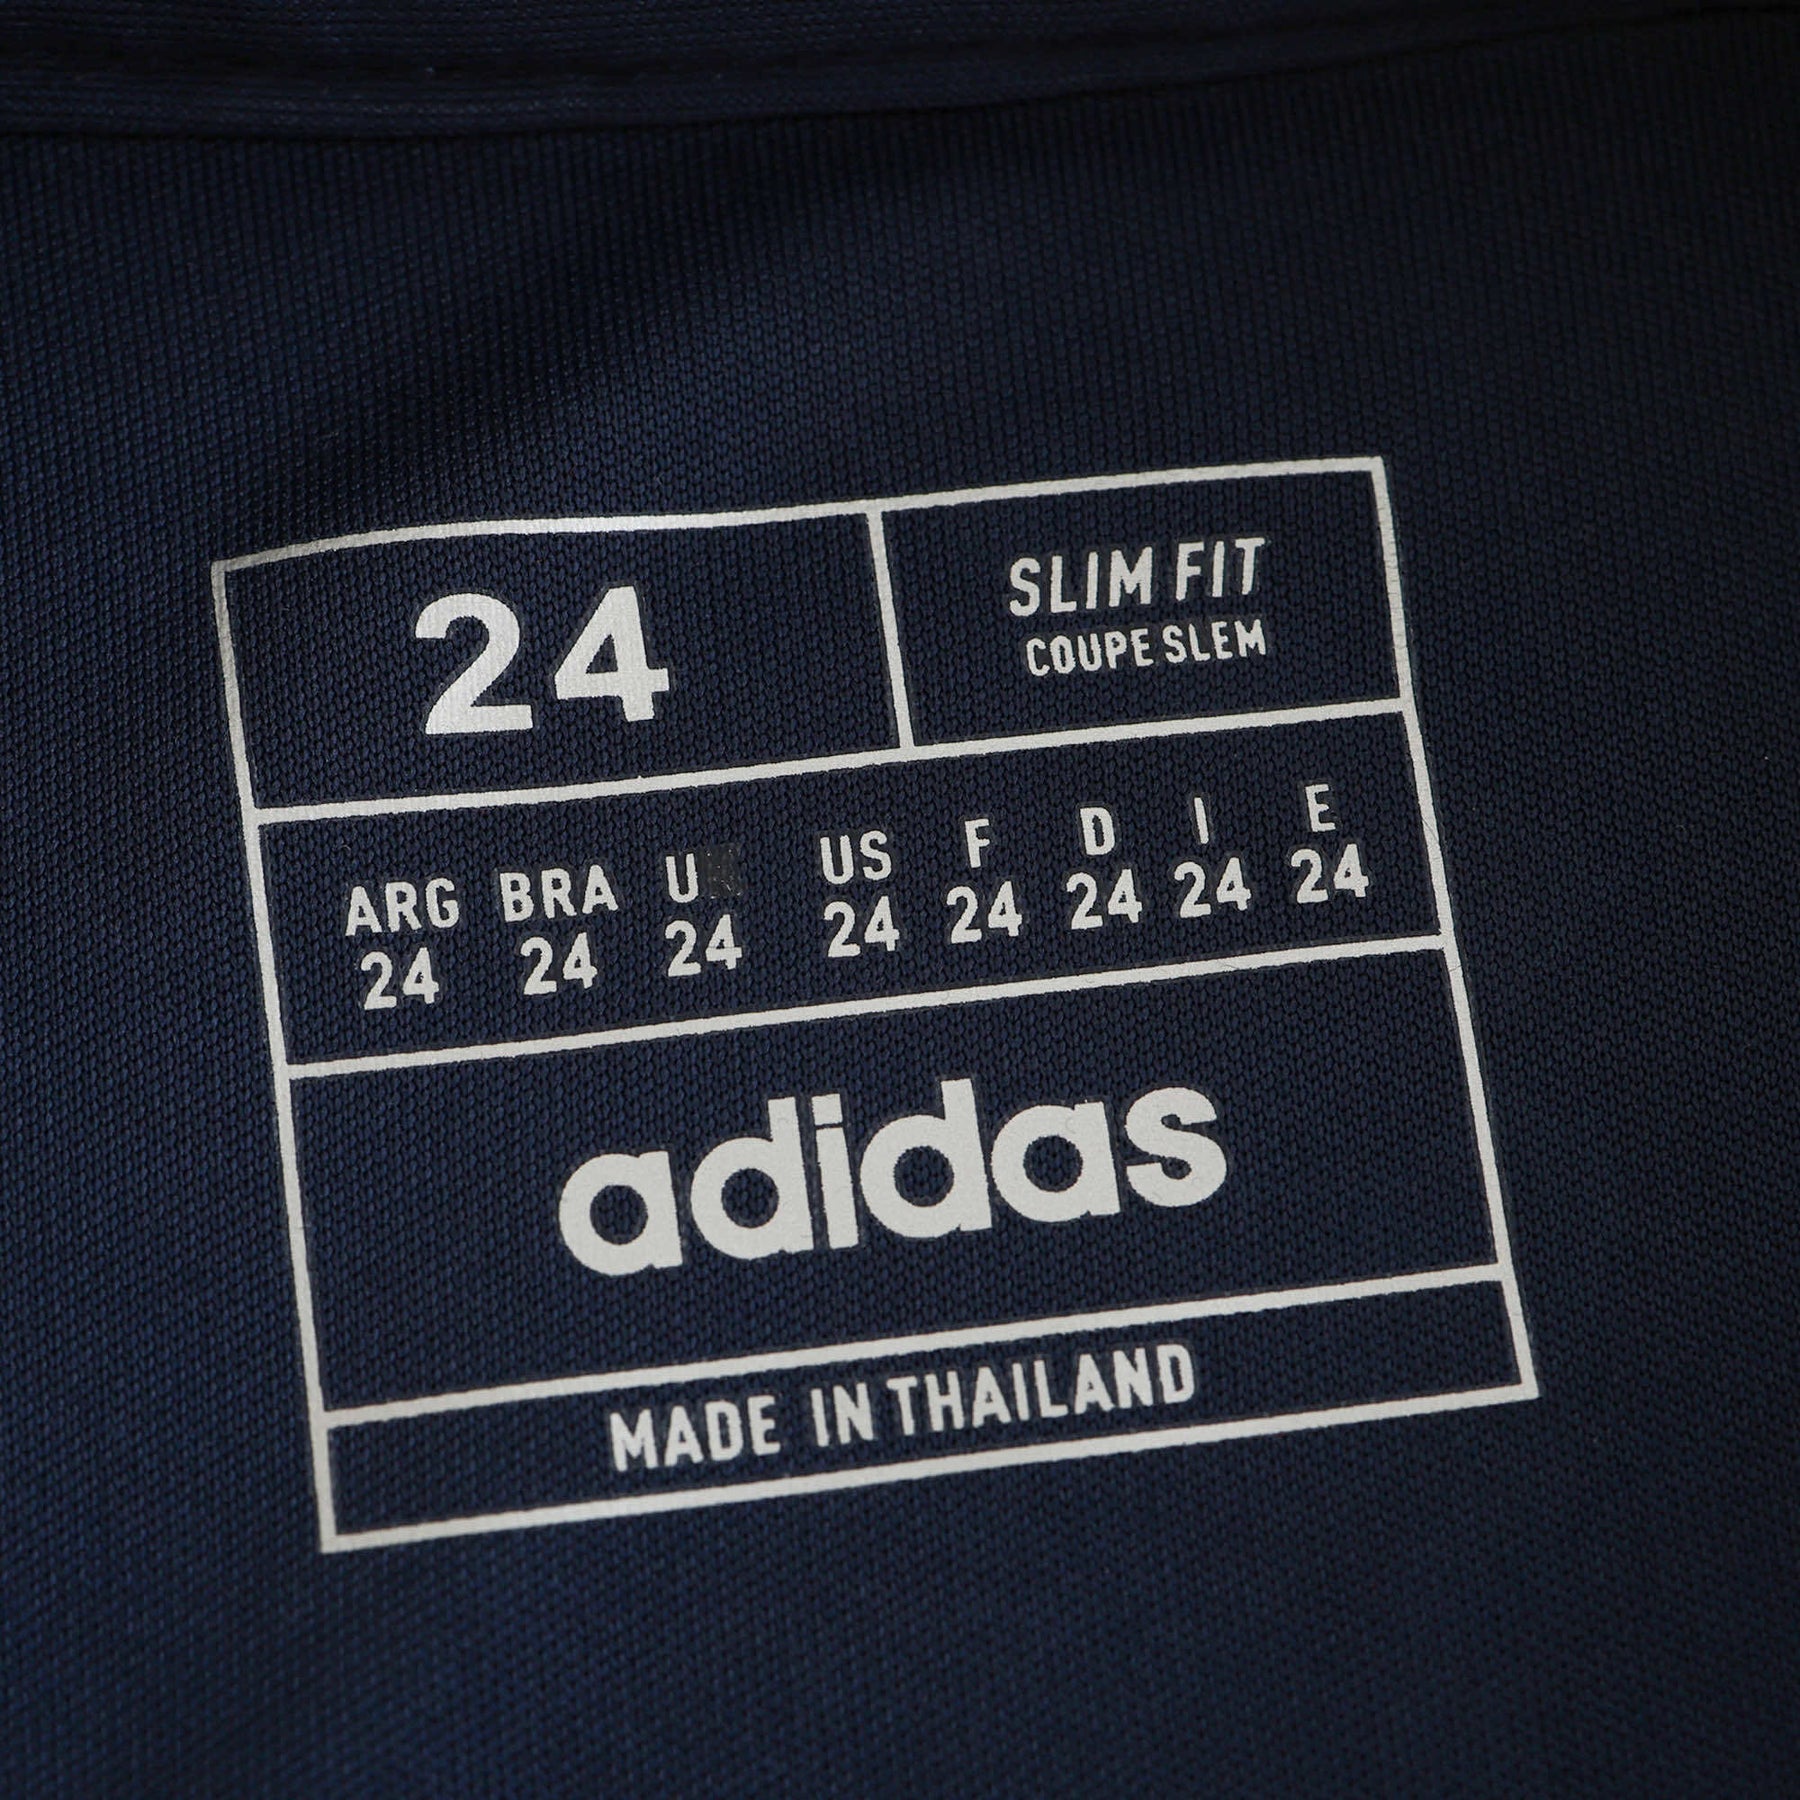 24
SLIM FIT
COUPE SLEM
ARG BRA U US F D I E
24 24 24 24 24 24 24 24
adidas
MADE IN THAILAND